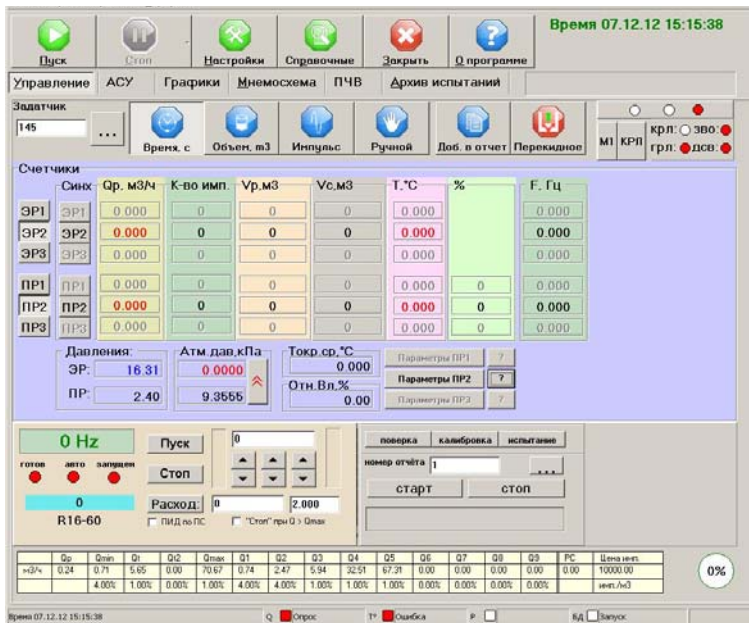 Время 07.12.12 15:15:38
Пуск Стоп Настройки Справочные Закрыть О программе
Управление АСУ Графики Мнемосхема ПЧВ Архив испытаний
Задатчик
145 ... Время, с Объем, m3 Импульс Ручной Доб. в отчет Перекидное М1 КРП
крл: зво:
грл: дсв:
Счетчики
Синх Qр, м3/ч К-во имп. Vр,м3 Vс,м3 T,°C % F, Гц
ЭР1 ЭР1 0.000 0 0 0 0.000 0.000
ЭР2 ЭР2 0.000 0 0 0 0.000 0.000
ЭР3 ЭР3 0.000 0 0 0 0.000 0.000
ПР1 ПР1 0.000 0 0 0 0.000 0 0.000
ПР2 ПР2 0.000 0 0 0 0.000 0 0.000
ПР3 ПР3 0.000 0 0 0 0.000 0 0.000
Давления: Атм.дав,кПа Токр.ср,°C
ЭР: 16.31 0.0000 0.000 Параметры ПР1 ?
Отн.Вл,% Параметры ПР2 ?
ПР: 2.40 9.3555 0.00 Параметры ПР3 ?
0 Hz Пуск 0 поверка калибровка испытание
готов авто запущен Стоп номер отчёта 1 ...
старт стоп
0 Расход: 0 2.000
R16-60 ПИД по ПС "Стоп" при Q > Qmax
Qp Qmin Qt Qt2 Qmax Q1 Q2 Q3 Q4 Q5 Q6 Q7 Q8 Q9 PC Цена имп.
м3/ч 0.24 0.71 5.65 0.00 70.67 0.74 2.47 5.94 32.51 67.31 0.00 0.00 0.00 0.00 0.00 10000.00
4.00% 1.00% 0.00% 1.00% 4.00% 4.00% 1.00% 1.00% 1.00% 0.00% 0.00% 0.00% 0.00% имп./м3
0%
Время 07.12.12 15:15:38 Q Опрос T° Ошибка P БД Запуск